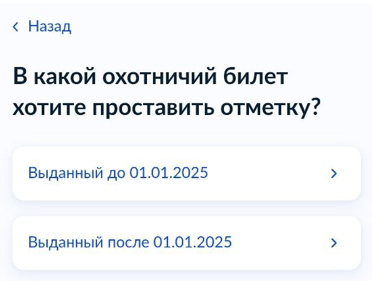 Назад
В какой охотничий билет
хотите проставить отметку?
Выданный до 01.01.2025
Выданный после 01.01.2025